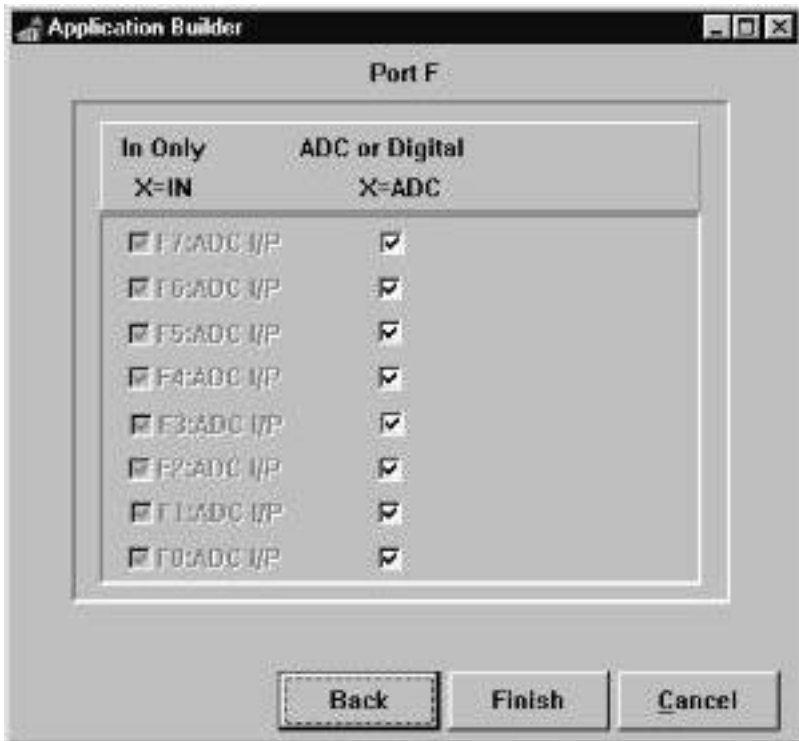 Application Builder
Port F
In Only ADC or Digital
X=IN X=ADC
F7:ADC I/P
F6:ADC I/P
F5:ADC I/P
F4:ADC I/P
F3:ADC I/P
F2:ADC I/P
F1:ADC I/P
F0:ADC I/P
Back Finish Cancel